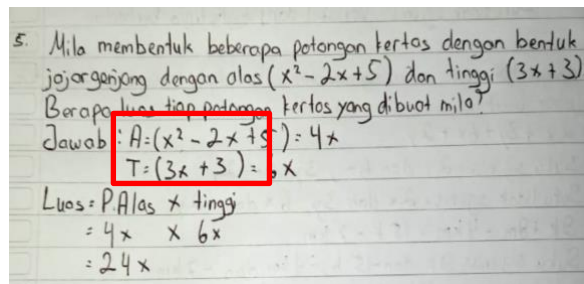 5. Mila membentuk beberapa potongan kertas dengan bentuk
jajargenjang dengan alas (x² - 2x + 5) dan tinggi (3x + 3)
Berapa luas tiap potongan kertas yang dibuat mila?
Jawab : A = (x² - 2x + 5) = 4x
T = (3x + 3) = 6x
Luas = P.Alas x tinggi
= 4x x 6x
= 24x